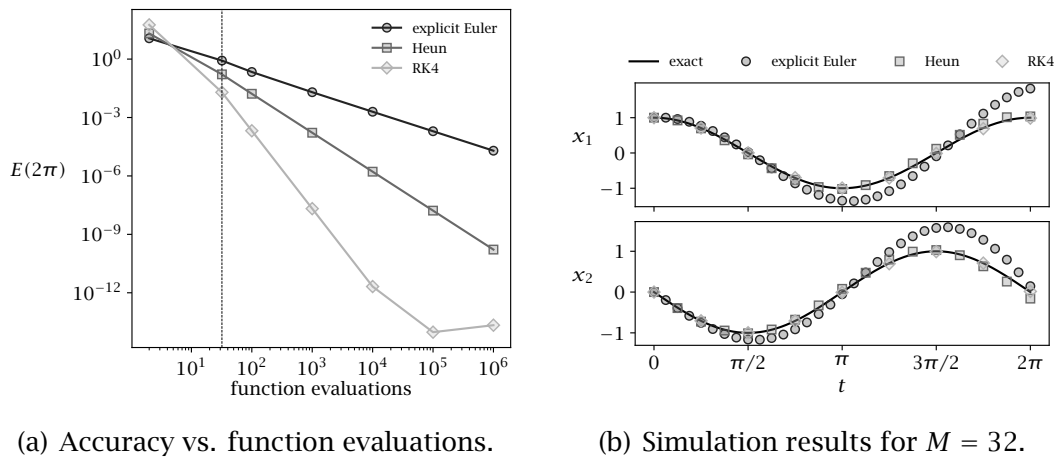 explicit Euler
Heun
RK4
10^0
10^{-3}
10^{-6}
10^{-9}
10^{-12}
E(2π)
10^1 10^2 10^3 10^4 10^5 10^6
function evaluations
(a) Accuracy vs. function evaluations.
exact explicit Euler Heun RK4
x_1
1
0
−1
x_2
1
0
−1
0 π/2 π 3π/2 2π
t
(b) Simulation results for M = 32.